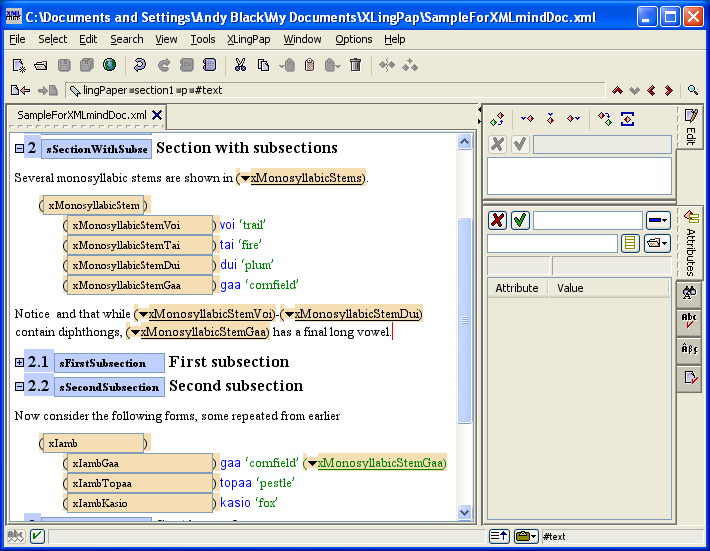 C:\Documents and Settings\Andy Black\My Documents\XLingPap\SampleForXMLmindDoc.xml
File Select Edit Search View Tools XLingPap Window Options Help
lingPaper section1 p #text
SampleForXMLmindDoc.xml
2 sSectionWithSubse Section with subsections
Several monosyllabic stems are shown in (xMonosyllabicStems).
(xMonosyllabicStem)
(xMonosyllabicStemVoi) voi ‘trail’
(xMonosyllabicStemTai) tai ‘fire’
(xMonosyllabicStemDui) dui ‘plum’
(xMonosyllabicStemGaa) gaa ‘cornfield’
Notice and that while (xMonosyllabicStemVoi)-(xMonosyllabicStemDui)
contain diphthongs, (xMonosyllabicStemGaa) has a final long vowel.
2.1 sFirstSubsection First subsection
2.2 sSecondSubsection Second subsection
Now consider the following forms, some repeated from earlier
(xIamb)
(xIambGaa) gaa ‘cornfield’ (xMonosyllabicStemGaa)
(xIambTopaa) topaa ‘pestle’
(xIambKasio) kasio ‘fox’
Edit
Attributes
Attribute Value
Abc
Abc
#text